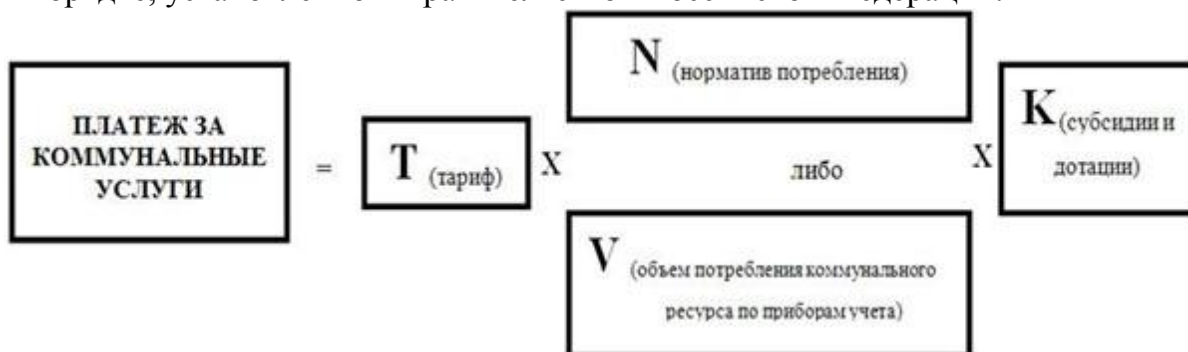 ПЛАТЕЖ ЗА
КОММУНАЛЬНЫЕ
УСЛУГИ
=
Т (тариф)
X
N (норматив потребления)
либо
V (объем потребления коммунального
ресурса по приборам учета)
X
К (субсидии и
дотации)